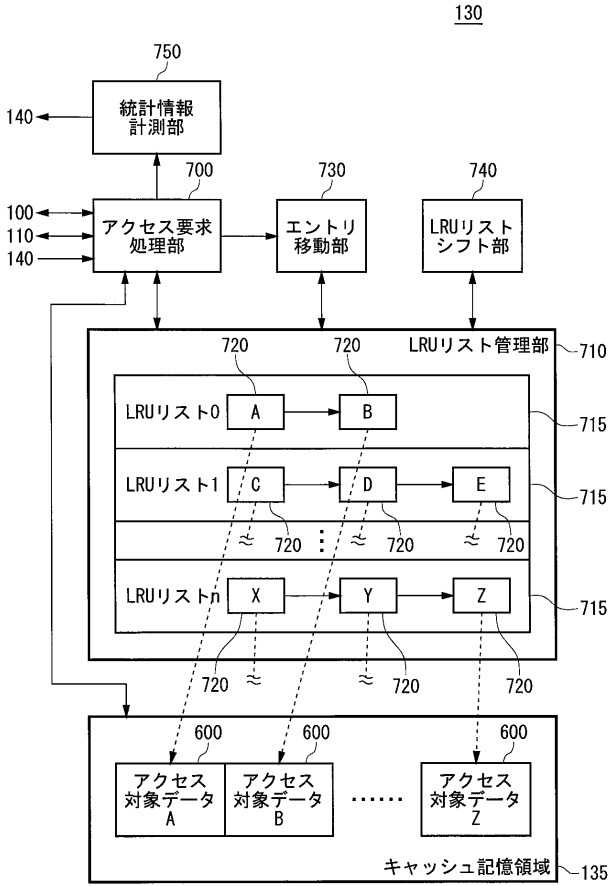 130
750
統計情報
計測部
140
700
730
740
アクセス要求
処理部
エントリ
移動部
LRUリスト
シフト部
100
110
140
LRUリスト管理部
710
720
720
LRUリスト0
A
B
715
LRUリスト1
C
D
E
715
720
720
720
LRUリストn
X
Y
Z
715
720
720
720
600
600
600
アクセス
対象データ
A
アクセス
対象データ
B
アクセス
対象データ
Z
キャッシュ記憶領域
135